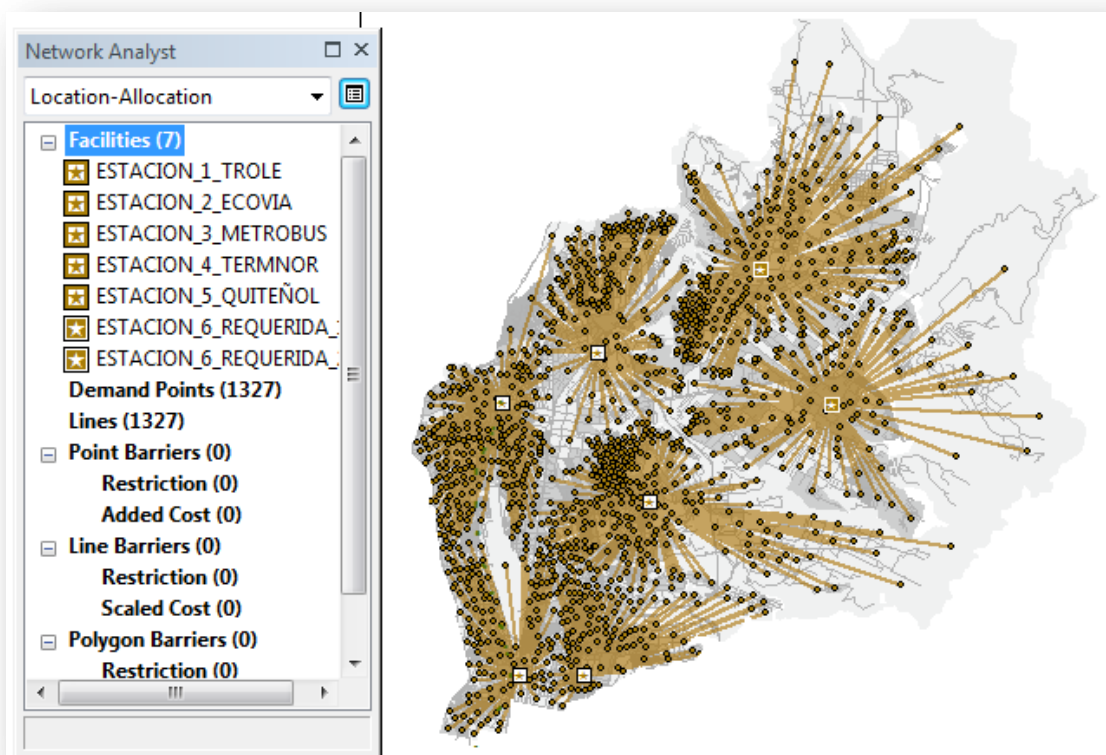 Network Analyst
Location-Allocation
Facilities (7)
ESTACION_1_TROLE
ESTACION_2_ECOVIA
ESTACION_3_METROBUS
ESTACION_4_TERMNOR
ESTACION_5_QUITEÑOL
ESTACION_6_REQUERIDA_
ESTACION_6_REQUERIDA_
Demand Points (1327)
Lines (1327)
Point Barriers (0)
Restriction (0)
Added Cost (0)
Line Barriers (0)
Restriction (0)
Scaled Cost (0)
Polygon Barriers (0)
Restriction (0)